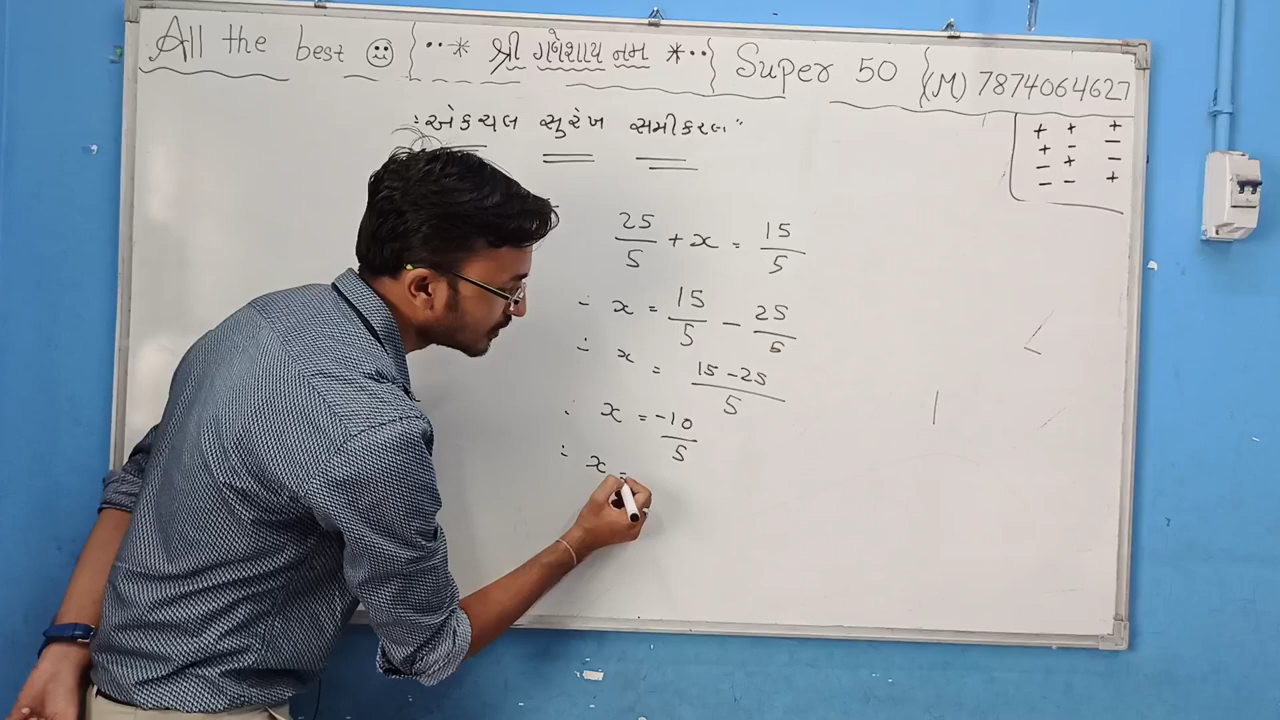 All the best ☺ {··* શ્રી ગણેશાય નમ *··} Super 50 (M) 7874064627
:એકચલ સુરેખ સમીકરણ"
+ + +
+ - -
- + -
- - +
25/5 + x = 15/5
∴ x = 15/5 - 25/5
∴ x = 15-25/5
∴ x = -10/5
∴ x =